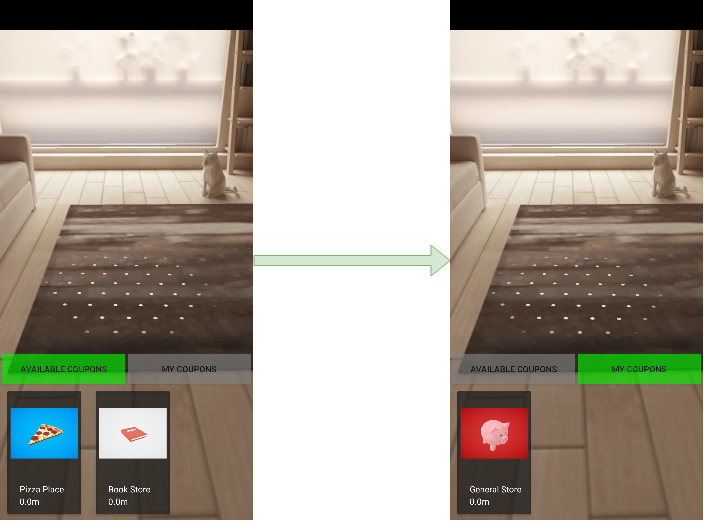 AVAILABLE COUPONS
MY COUPONS
Pizza Place
0.0m
Book Store
0.0m
AVAILABLE COUPONS
MY COUPONS
General Store
0.0m